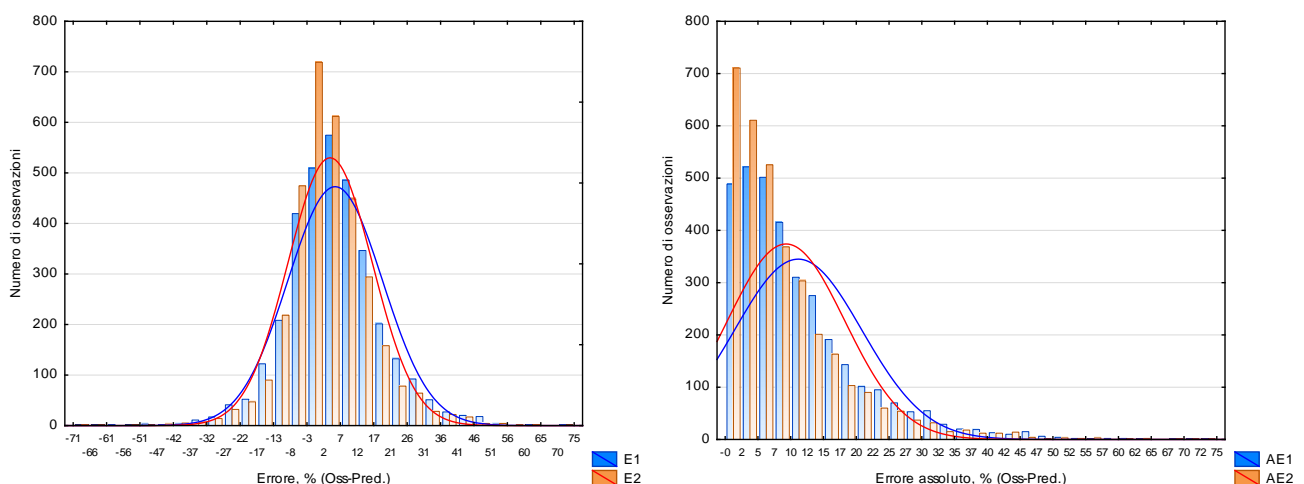 800
700
600
500
400
300
200
100
0
Numero di osservazioni
-71 -61 -51 -42 -32 -22 -13 -3 7 17 26 36 46 55 65 75
-66 -56 -47 -37 -27 -17 -8 2 12 22 31 41 51 60 70
Errore, % (Oss-Pred.)
E1
E2
800
700
600
500
400
300
200
100
0
Numero di osservazioni
-0 2 5 7 10 12 15 17 20 22 25 27 30 32 35 37 40 42 45 47 50 52 55 57 60 62 65 67 70 72 75
Errore assoluto, % (Oss-Pred.)
AE1
AE2